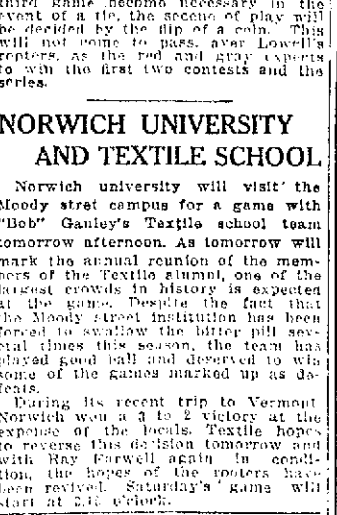 third game become necessary in the
event of a tie, the scene of play will
be decided by the flip of a coin. This
will not come to pass, aver Lowell's
rooters, as the red and gray expects
to win the first two contests and the
series.
NORWICH UNIVERSITY
AND TEXTILE SCHOOL
Norwich university will visit the
Moody stret campus for a game with
"Bob" Ganley's Textile school team
tomorrow afternoon. As tomorrow will
mark the annual reunion of the mem-
bers of the Textile alumni, one of the
largest crowds in history is expected
at the game. Despite the fact that
the Moody street institution has been
forced to swallow the bitter pill sev-
eral times this season, the team has
played good ball and deserved to win
some of the games marked up as de-
feats.
During its recent trip to Vermont
Norwich won a 3 to 2 victory at the
expense of the locals. Textile hopes
to reverse this decision tomorrow and
with Ray Farwell again in condi-
tion, the hopes of the rooters have
been revived. Saturday's game will
start at o'clock.